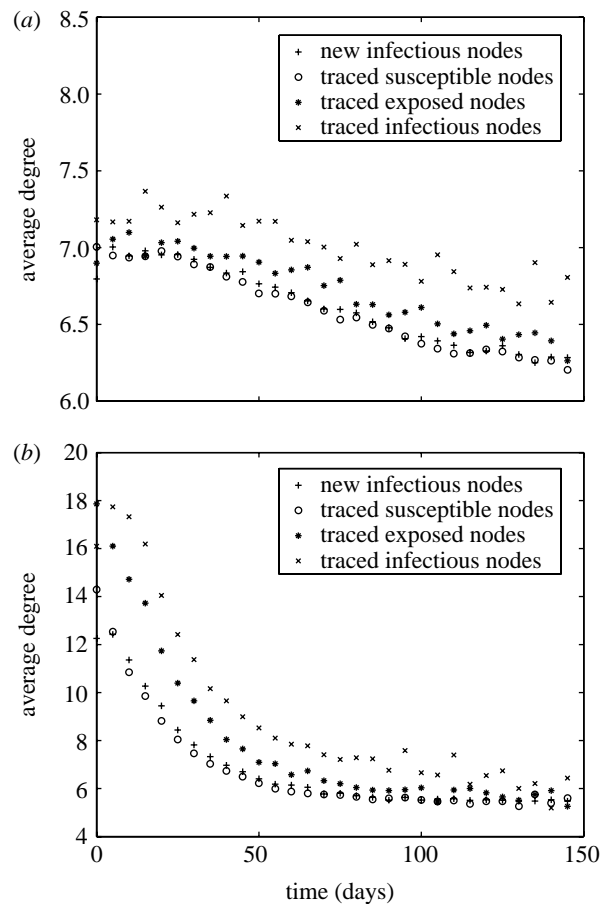 (a)
8.5
8.0
7.5
7.0
6.5
6.0
average degree
new infectious nodes
traced susceptible nodes
traced exposed nodes
traced infectious nodes
(b)
20
18
16
14
12
10
8
6
4
average degree
new infectious nodes
traced susceptible nodes
traced exposed nodes
traced infectious nodes
0
50
100
150
time (days)